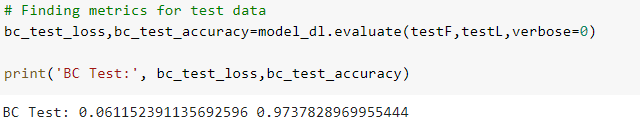 # Finding metrics for test data
bc_test_loss,bc_test_accuracy=model_dl.evaluate(testF,testL,verbose=0)
print('BC Test:', bc_test_loss,bc_test_accuracy)
BC Test: 0.061152391135692596 0.9737828969955444